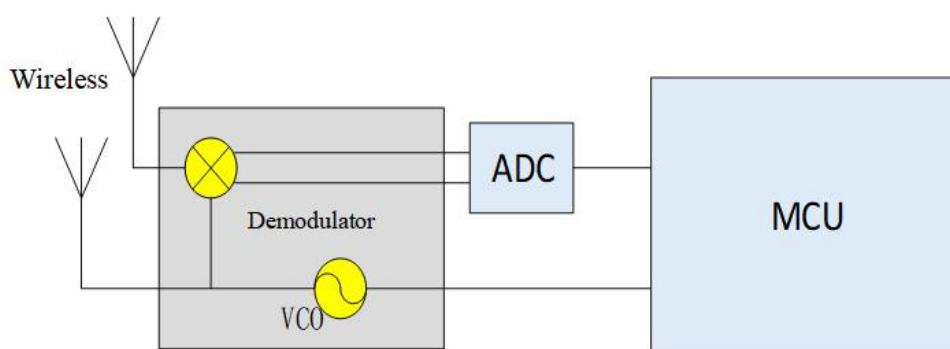 Wireless
ADC
MCU
Demodulator
VCO